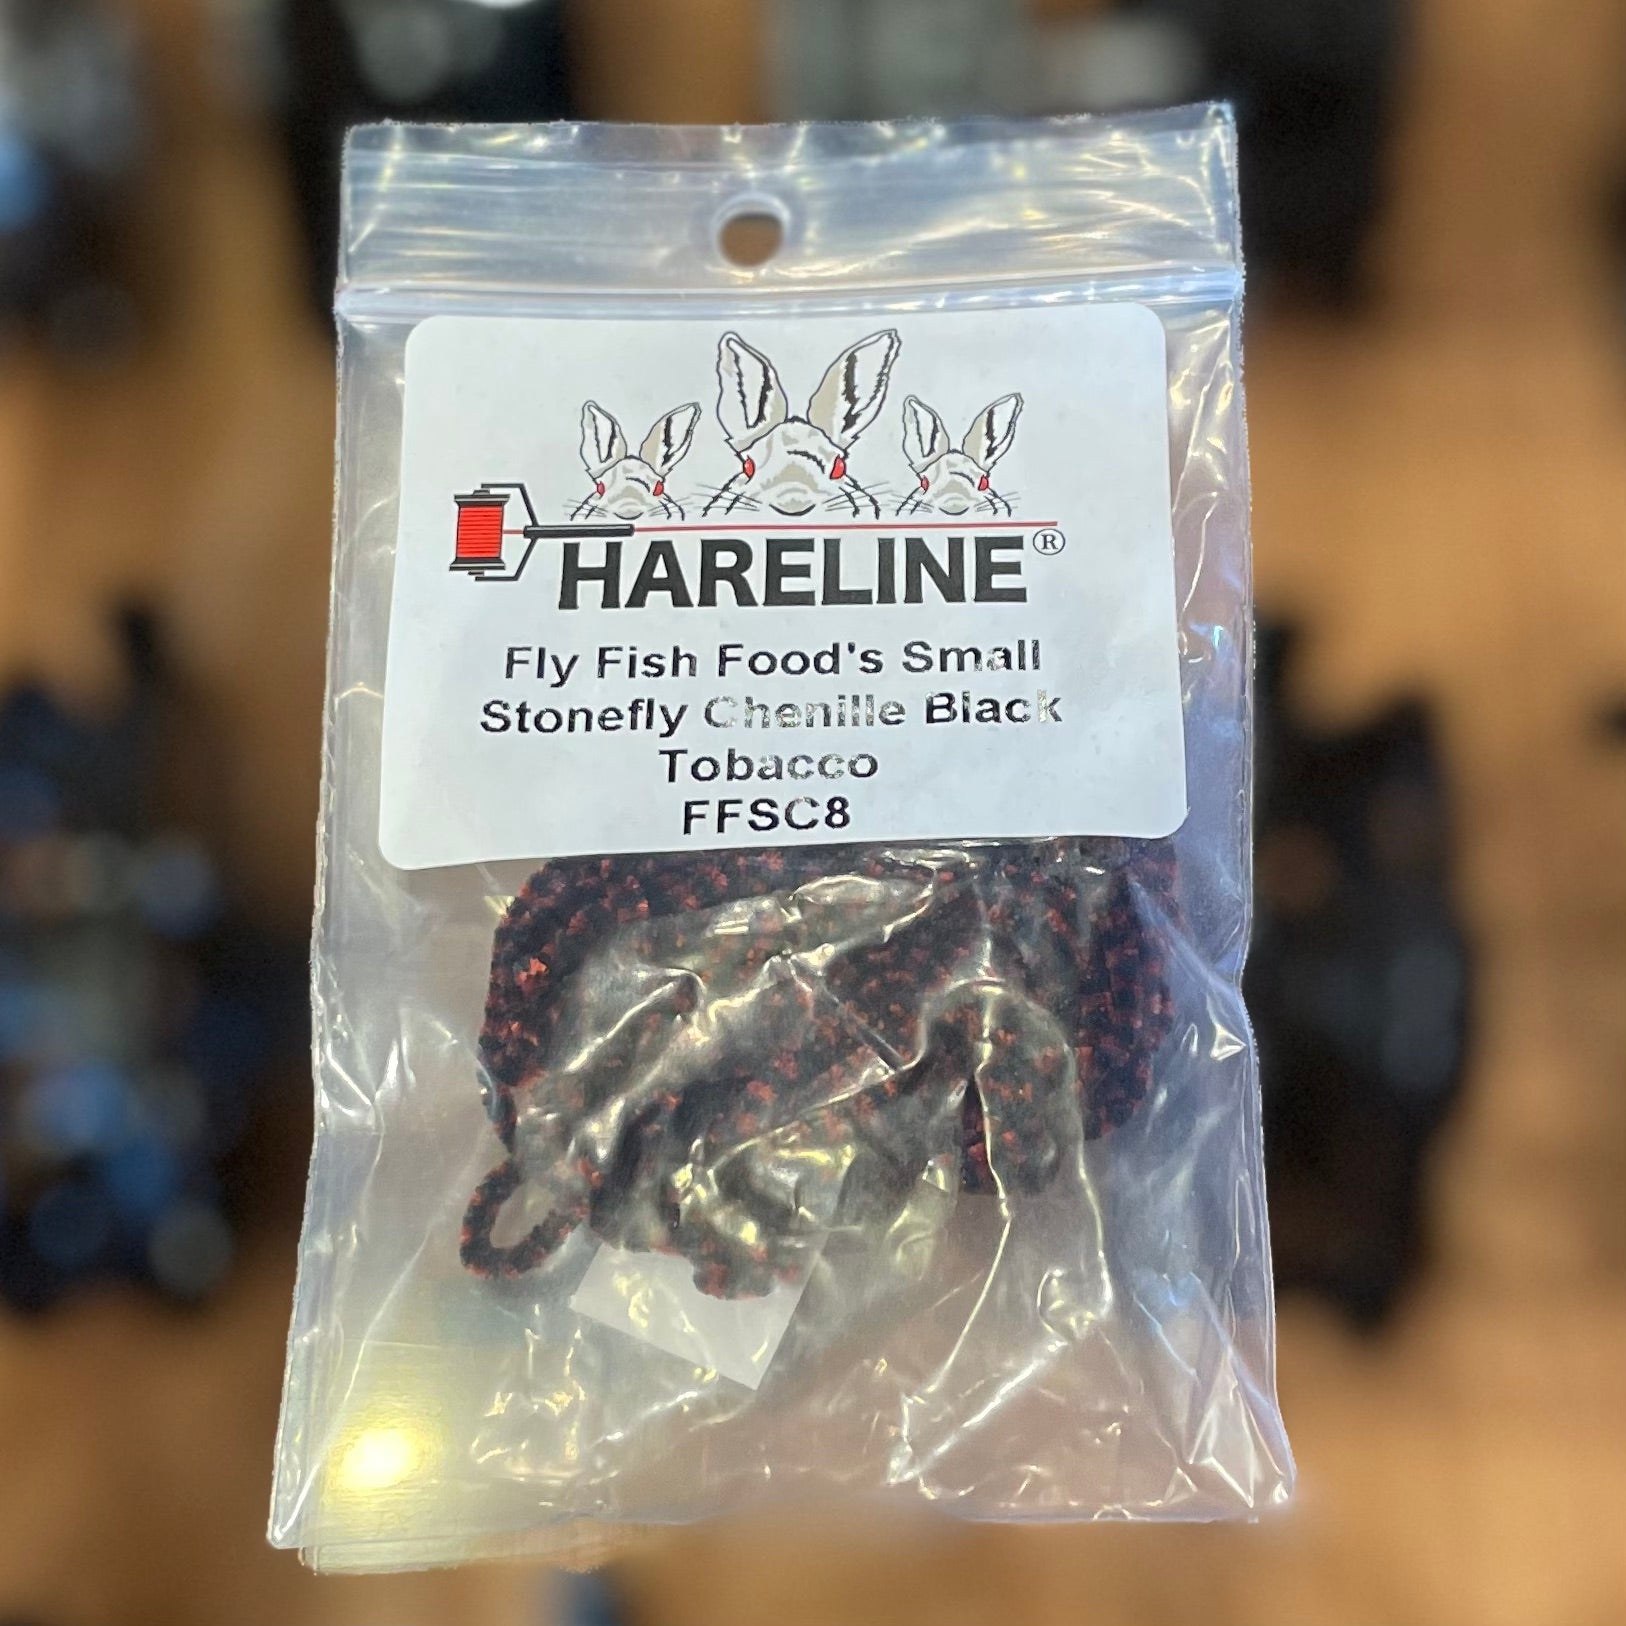 HARELINE®
Fly Fish Food's Small
Stonefly Chenille Black
Tobacco
FFSC8